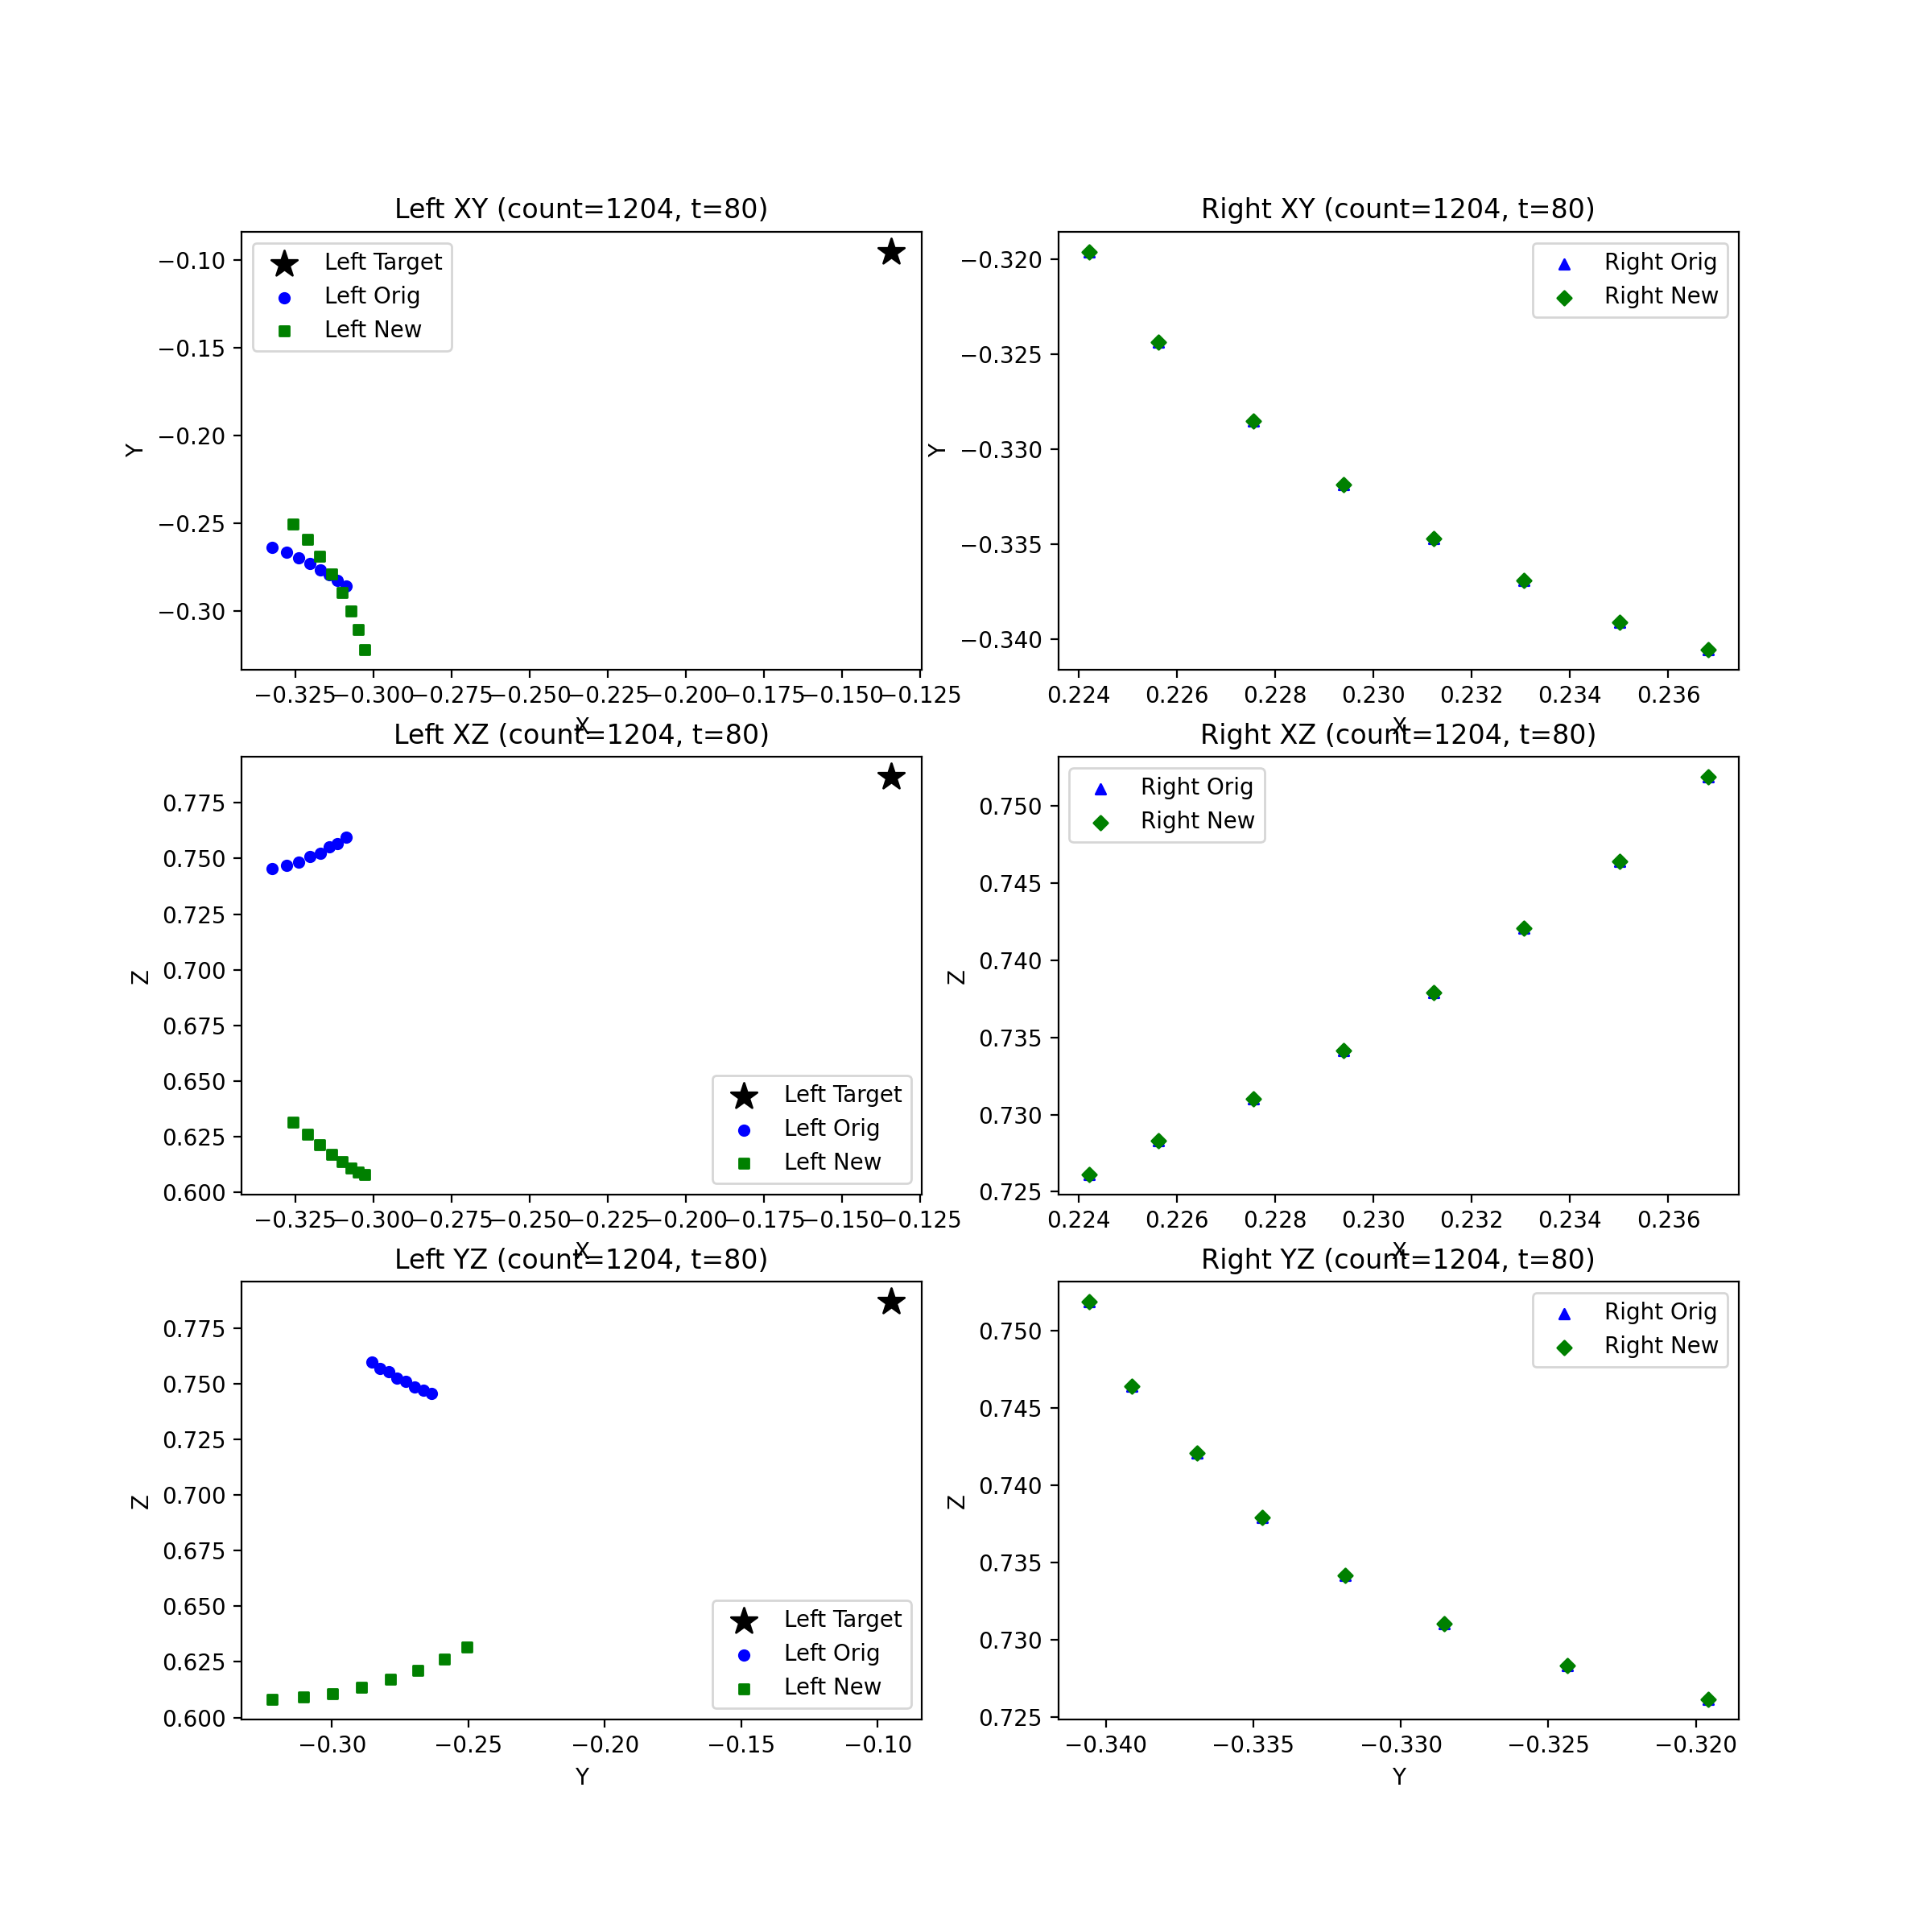 Left XY (count=1204, t=80)
Left Target
Left Orig
Left New
−0.10
−0.15
−0.20
−0.25
−0.30
Y
−0.325 −0.300 −0.275 −0.250 −0.225 −0.200 −0.175 −0.150 −0.125
X
Right XY (count=1204, t=80)
Right Orig
Right New
−0.320
−0.325
−0.330
−0.335
−0.340
Y
0.224 0.226 0.228 0.230 0.232 0.234 0.236
X
Left XZ (count=1204, t=80)
0.775
0.750
0.725
0.700
0.675
0.650
0.625
0.600
Z
Left Target
Left Orig
Left New
−0.325 −0.300 −0.275 −0.250 −0.225 −0.200 −0.175 −0.150 −0.125
X
Right XZ (count=1204, t=80)
Right Orig
Right New
0.750
0.745
0.740
0.735
0.730
0.725
Z
0.224 0.226 0.228 0.230 0.232 0.234 0.236
X
Left YZ (count=1204, t=80)
0.775
0.750
0.725
0.700
0.675
0.650
0.625
0.600
Z
Left Target
Left Orig
Left New
−0.30 −0.25 −0.20 −0.15 −0.10
Y
Right YZ (count=1204, t=80)
Right Orig
Right New
0.750
0.745
0.740
0.735
0.730
0.725
Z
−0.340 −0.335 −0.330 −0.325 −0.320
Y